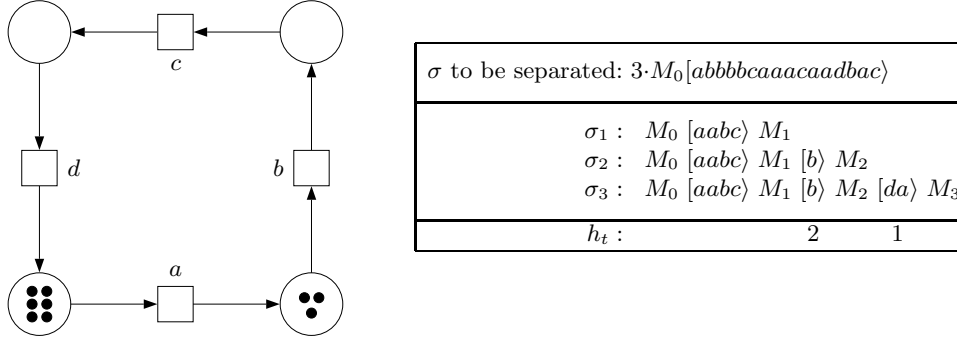 c
d
b
a
σ to be separated: 3·M₀[abbbbcaaacaadbac⟩
σ₁ : M₀ [aabc⟩ M₁
σ₂ : M₀ [aabc⟩ M₁ [b⟩ M₂
σ₃ : M₀ [aabc⟩ M₁ [b⟩ M₂ [da⟩ M₃
hₜ : 2 1